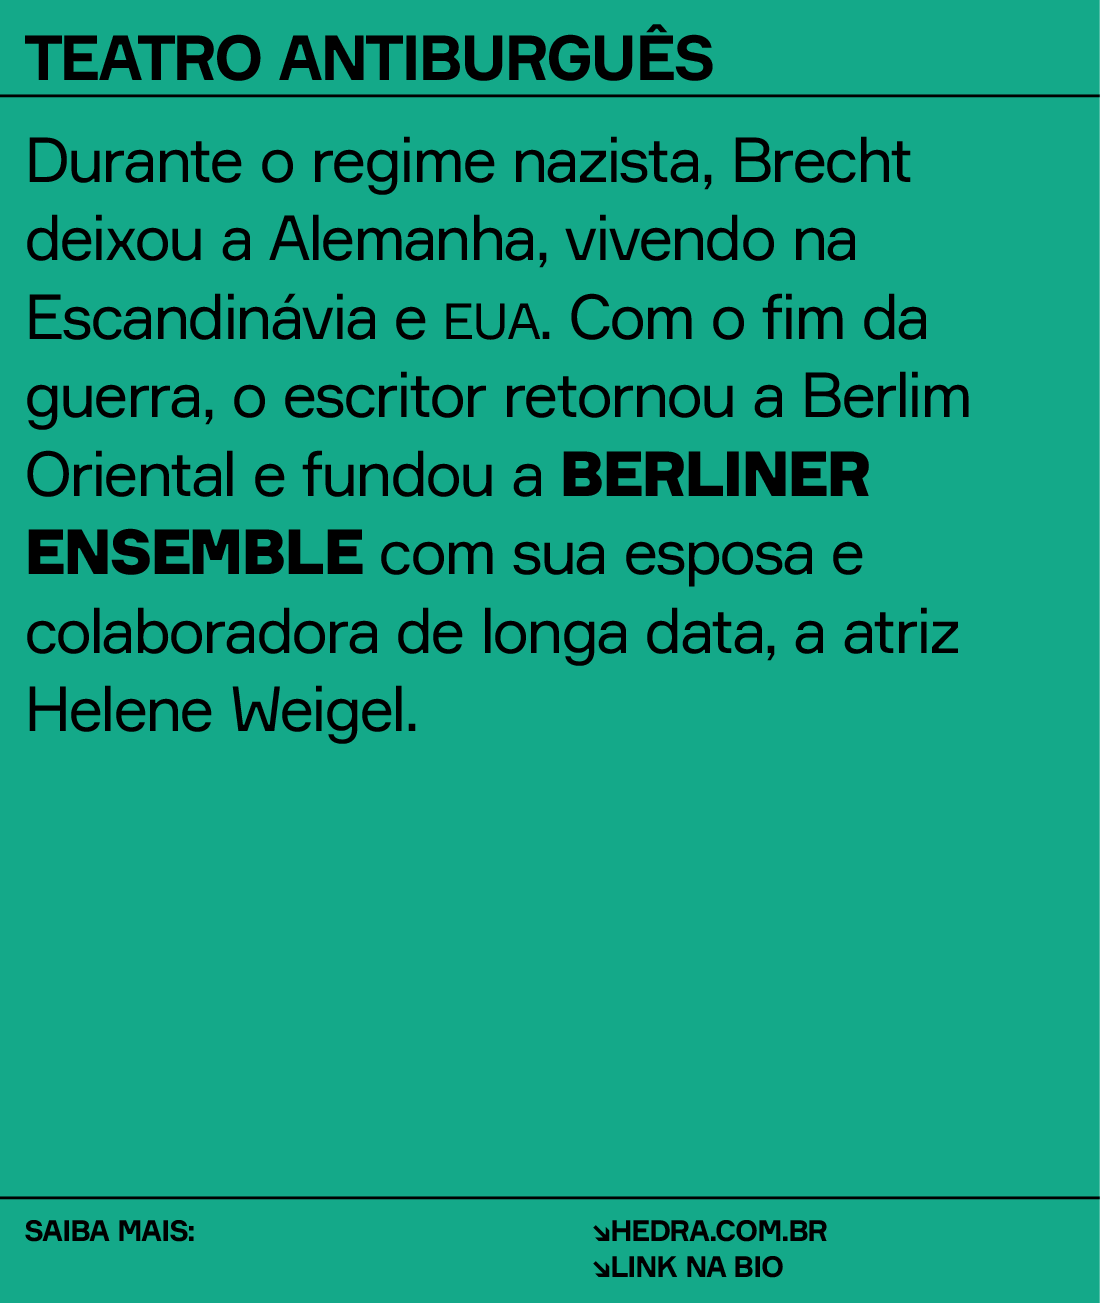 TEATRO ANTIBURGUÊS
Durante o regime nazista, Brecht
deixou a Alemanha, vivendo na
Escandinávia e EUA. Com o fim da
guerra, o escritor retornou a Berlim
Oriental e fundou a BERLINER
ENSEMBLE com sua esposa e
colaboradora de longa data, a atriz
Helene Weigel.
SAIBA MAIS:
↘HEDRA.COM.BR
↘LINK NA BIO